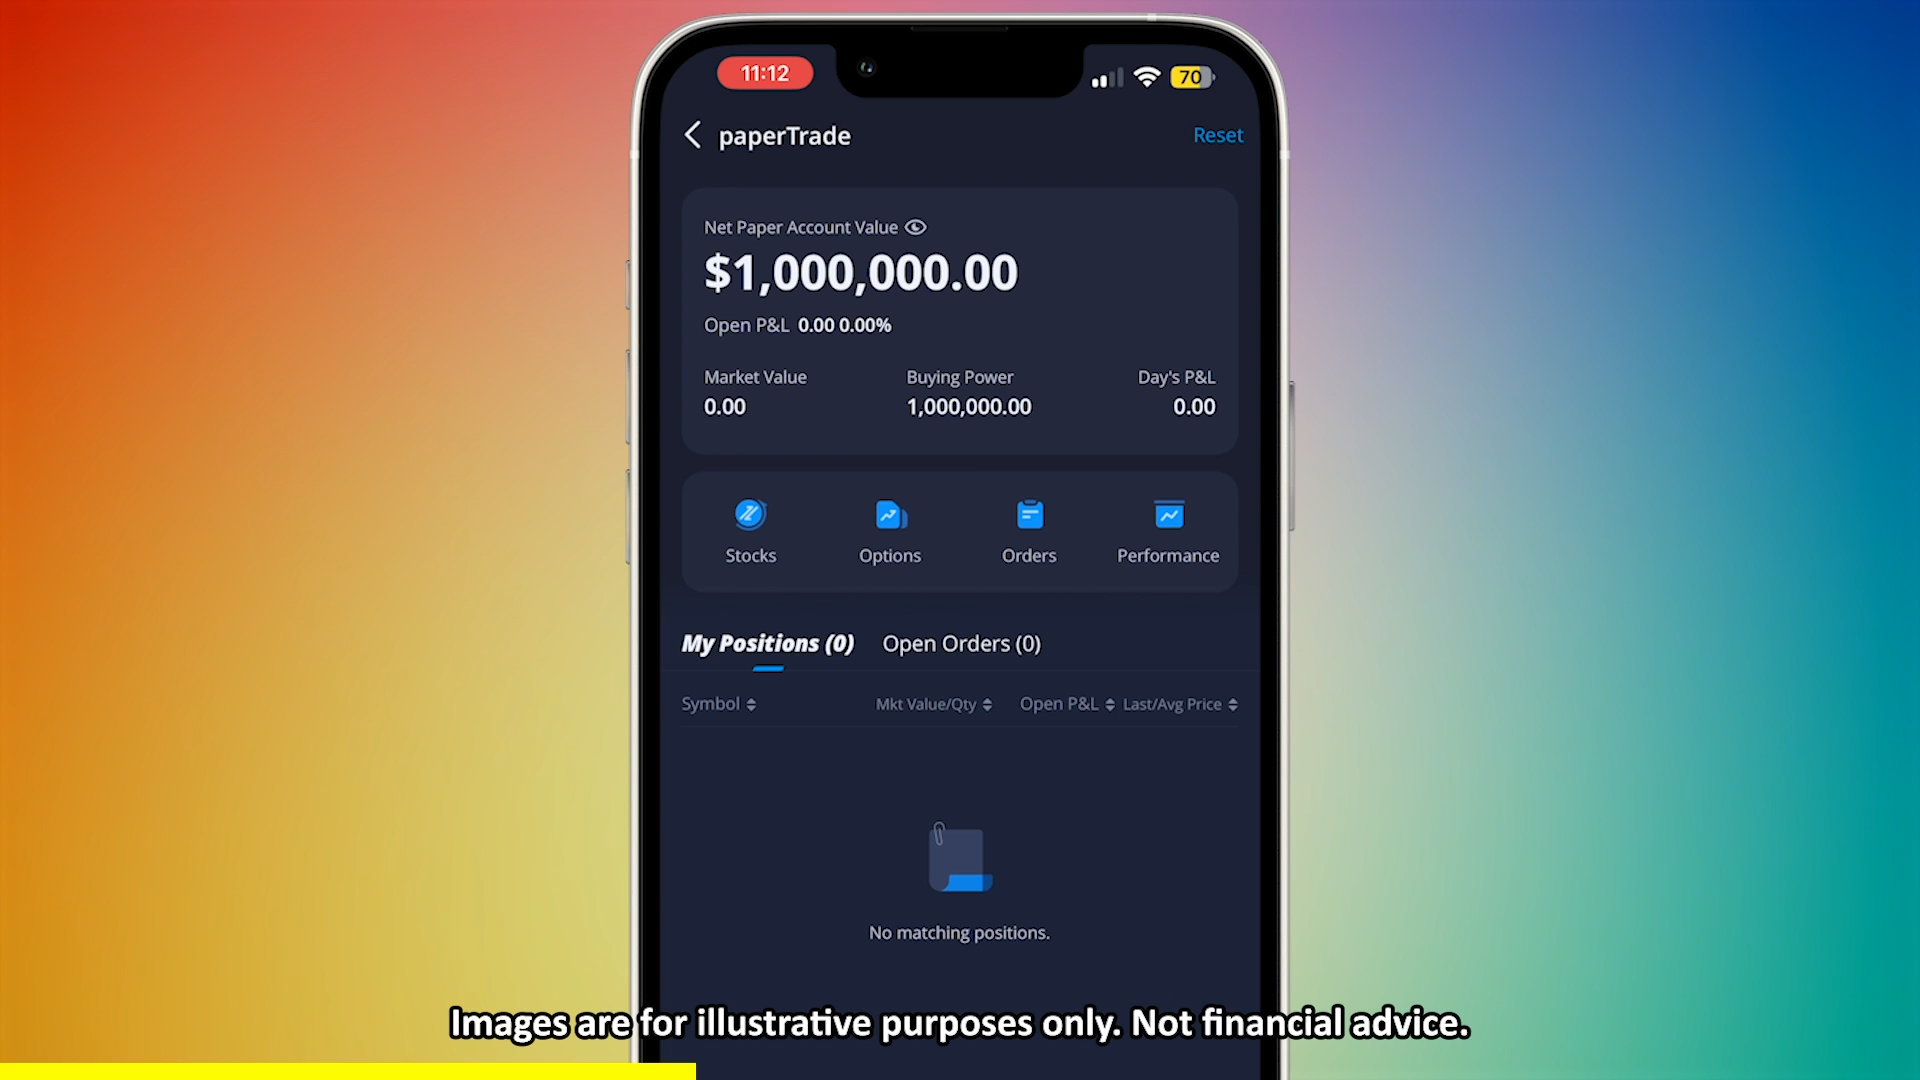 11:12
70
paperTrade
Reset
Net Paper Account Value
$1,000,000.00
Open P&L 0.00 0.00%
Market Value Buying Power Day's P&L
0.00 1,000,000.00 0.00
Stocks Options Orders Performance
My Positions (0) Open Orders (0)
Symbol Mkt Value/Qty Open P&L Last/Avg Price
No matching positions.
Images are for illustrative purposes only. Not financial advice.